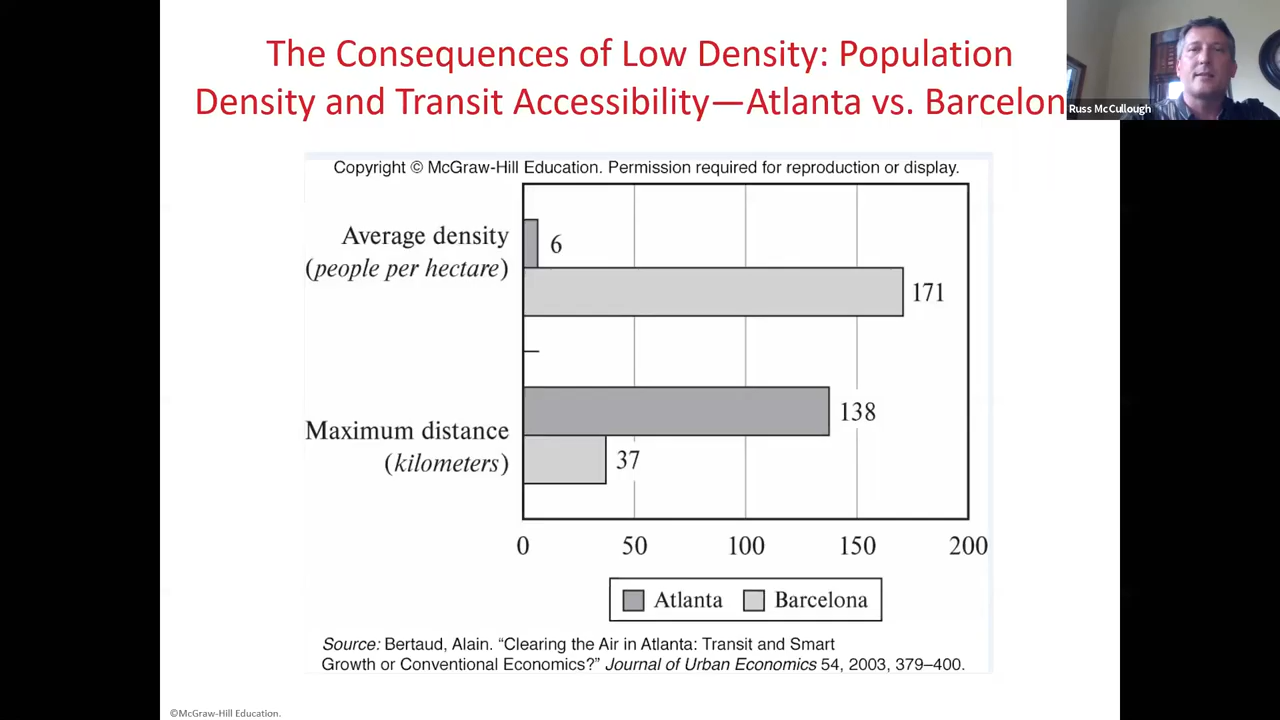 The Consequences of Low Density: Population
Density and Transit Accessibility—Atlanta vs. Barcelon
Russ McCullough
Copyright © McGraw-Hill Education. Permission required for reproduction or display.
Average density
(people per hectare)
6
171
Maximum distance
(kilometers)
138
37
0 50 100 150 200
Atlanta Barcelona
Source: Bertaud, Alain. “Clearing the Air in Atlanta: Transit and Smart
Growth or Conventional Economics?” Journal of Urban Economics 54, 2003, 379–400.
©McGraw-Hill Education.